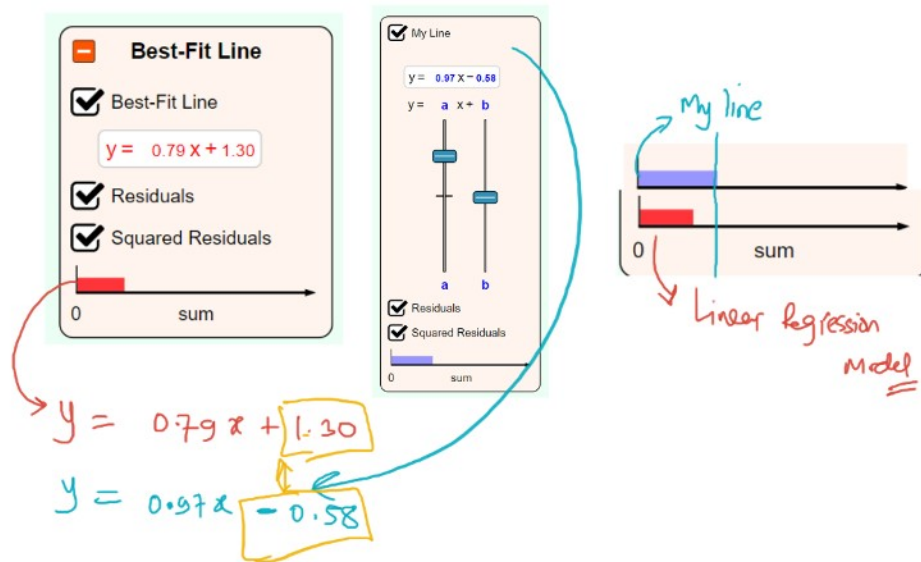 Best-Fit Line
Best-Fit Line
y = 0.79 x + 1.30
Residuals
Squared Residuals
0 sum
My Line
y = 0.97 x - 0.58
y = a x + b
a b
Residuals
Squared Residuals
0 sum
My line
0 sum
Linear Regression
Model
y = 0.79x + 1.30
y = 0.97x - 0.58